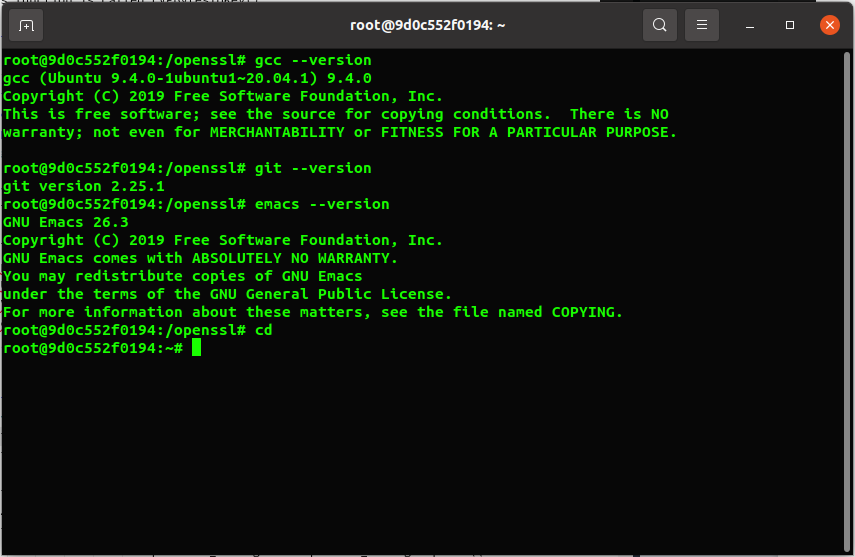 root@9d0c552f0194: ~
root@9d0c552f0194:/openssl# gcc --version
gcc (Ubuntu 9.4.0-1ubuntu1~20.04.1) 9.4.0
Copyright (C) 2019 Free Software Foundation, Inc.
This is free software; see the source for copying conditions.  There is NO
warranty; not even for MERCHANTABILITY or FITNESS FOR A PARTICULAR PURPOSE.
root@9d0c552f0194:/openssl# git --version
git version 2.25.1
root@9d0c552f0194:/openssl# emacs --version
GNU Emacs 26.3
Copyright (C) 2019 Free Software Foundation, Inc.
GNU Emacs comes with ABSOLUTELY NO WARRANTY.
You may redistribute copies of GNU Emacs
under the terms of the GNU General Public License.
For more information about these matters, see the file named COPYING.
root@9d0c552f0194:/openssl# cd
root@9d0c552f0194:~#